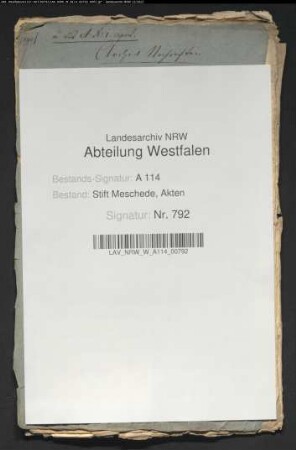 Landesarchiv NRW
Abteilung Westfalen
Bestands-Signatur: A 114
Bestand: Stift Meschede, Akten
Signatur: Nr. 792
LAV_NRW_W_A114_00792